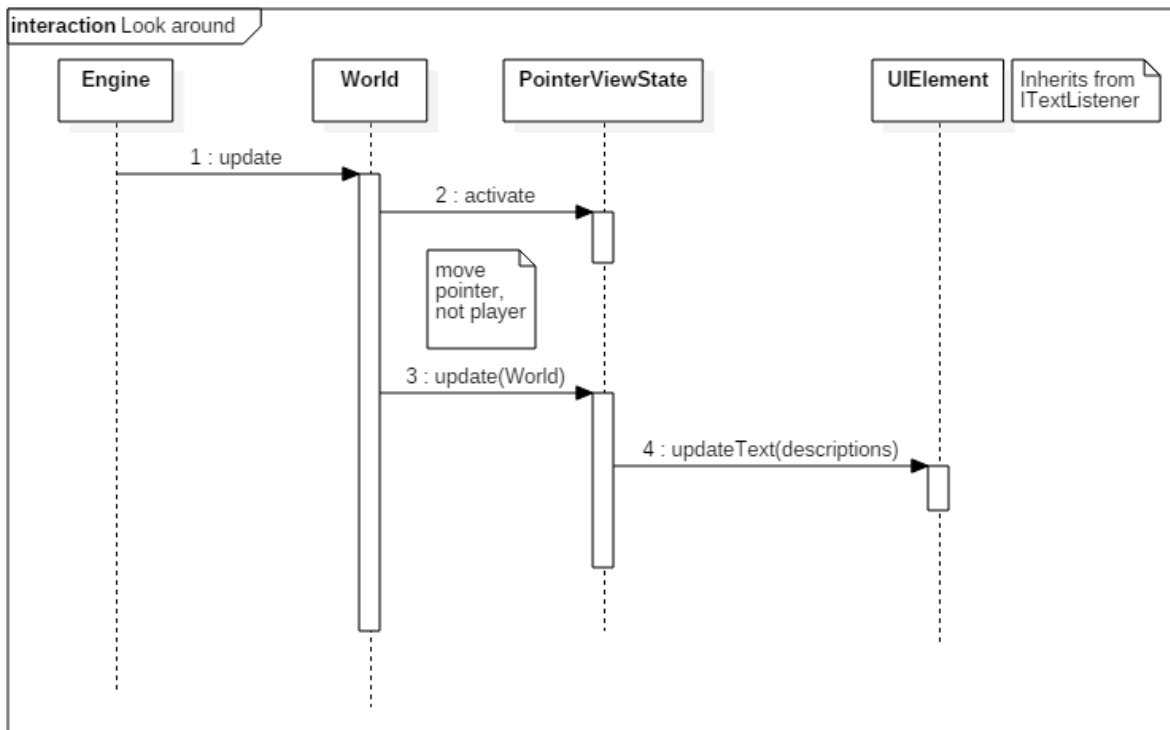 interaction Look around
Engine
World
PointerViewState
UIElement
Inherits from
ITextListener
1 : update
2 : activate
move
pointer,
not player
3 : update(World)
4 : updateText(descriptions)